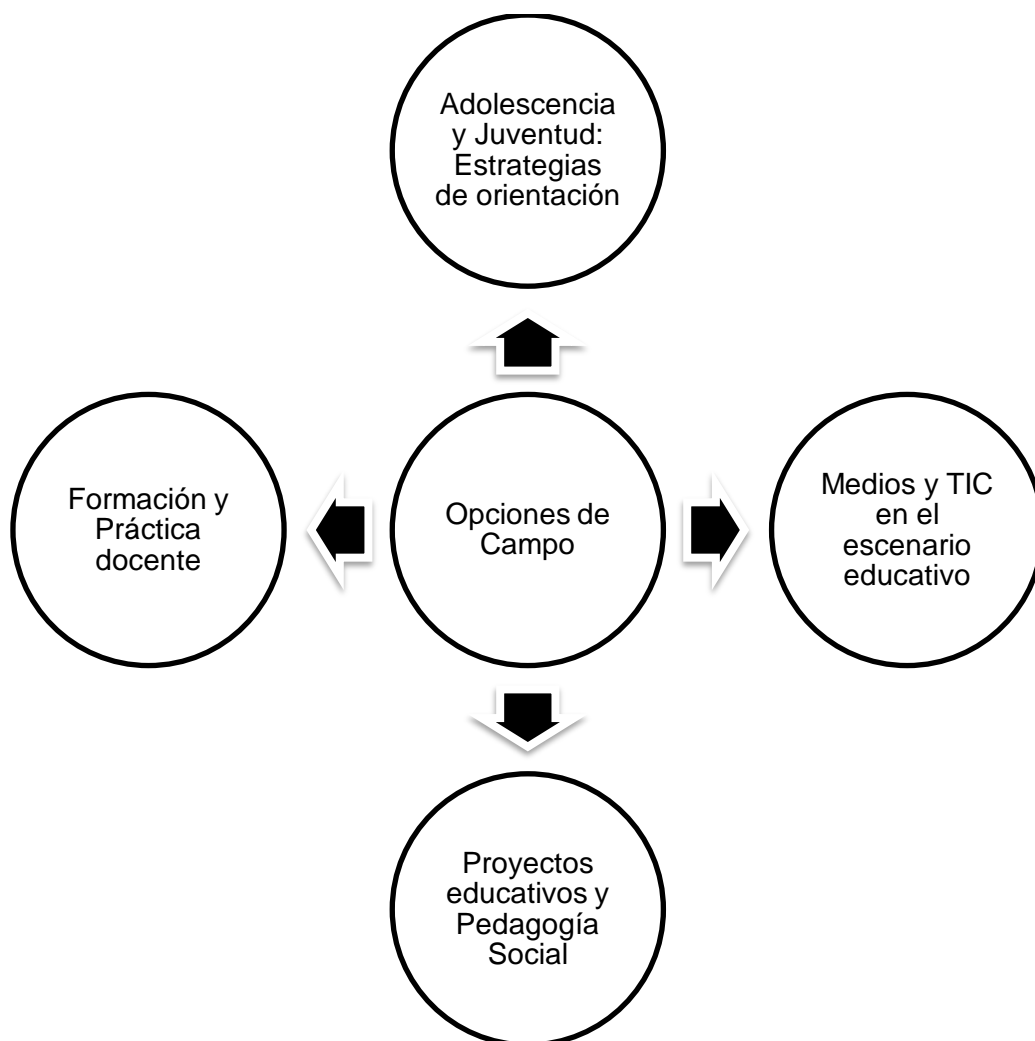 Adolescencia
y Juventud:
Estrategias
de orientación
Formación y
Práctica
docente
Opciones de
Campo
Medios y TIC
en el
escenario
educativo
Proyectos
educativos y
Pedagogía
Social